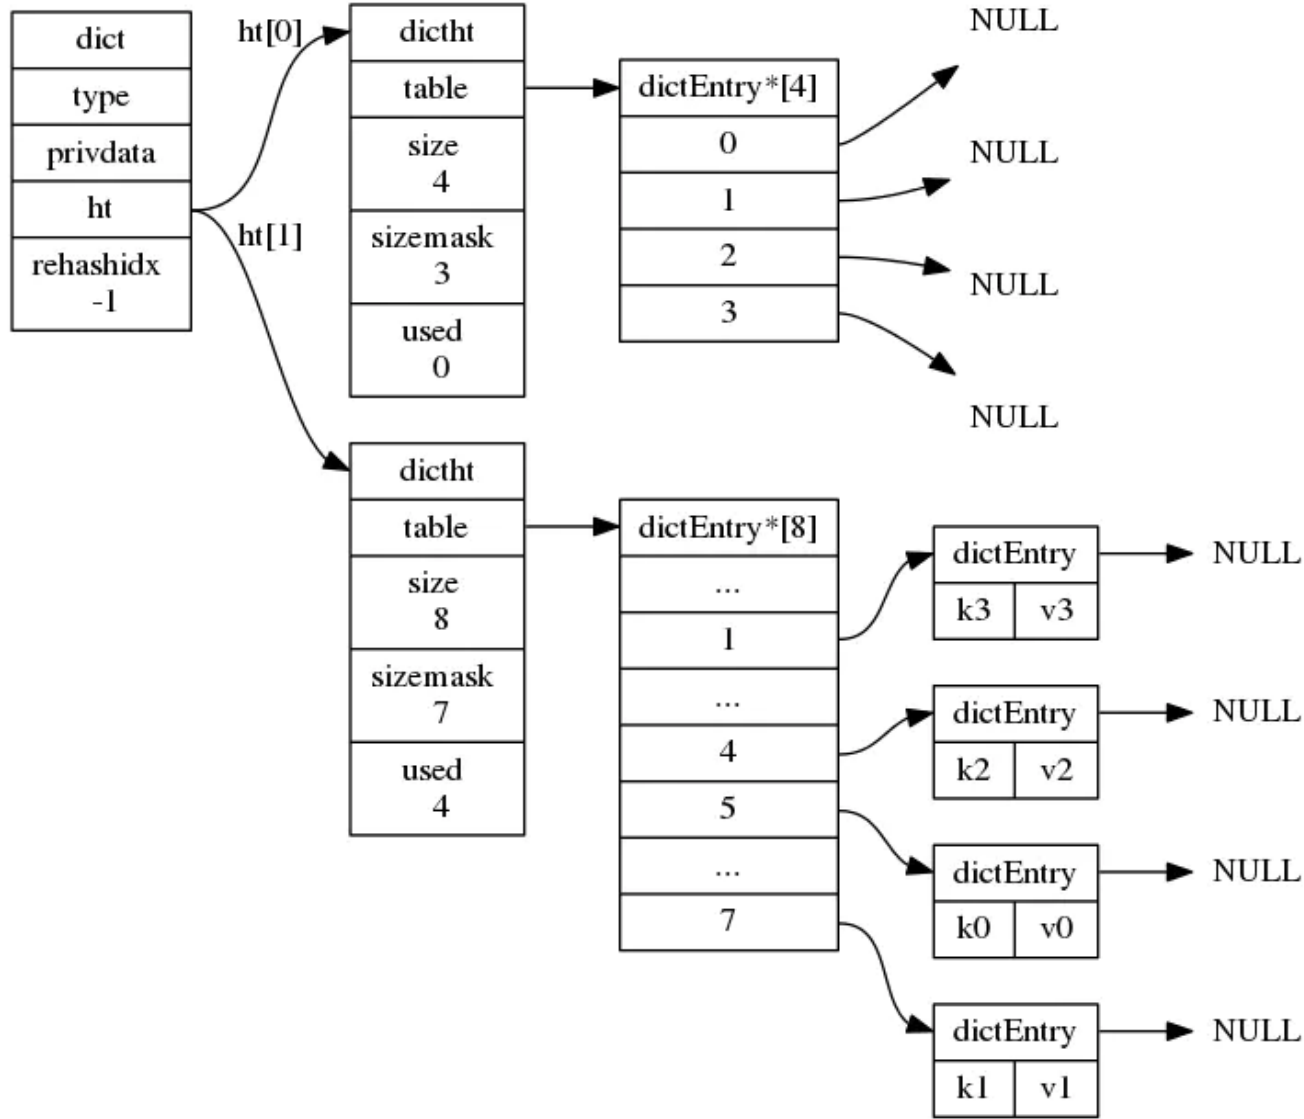 dict
type
privdata
ht
rehashidx
-1
ht[0]
ht[1]
dictht
table
size
4
sizemask
3
used
0
dictEntry*[4]
0
1
2
3
NULL
NULL
NULL
NULL
dictht
table
size
8
sizemask
7
used
4
dictEntry*[8]
...
1
...
4
5
...
7
dictEntry
k3 v3
NULL
dictEntry
k2 v2
NULL
dictEntry
k0 v0
NULL
dictEntry
k1 v1
NULL